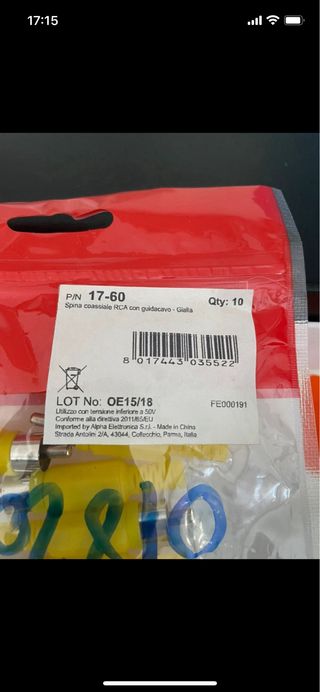 17:15
P/N 17-60
Qty: 10
Spina coassiale RCA con guidacavo - Gialla
8 017443 035522
LOT No: OE15/18
FE000191
Utilizzo con tensione inferiore a 50V
Conforme alla direttiva 2011/65/EU
Imported by Alpha Elettronica S.r.l. - Made in China
Strada Antolini 2/A, 43044, Collecchio, Parma, Italia